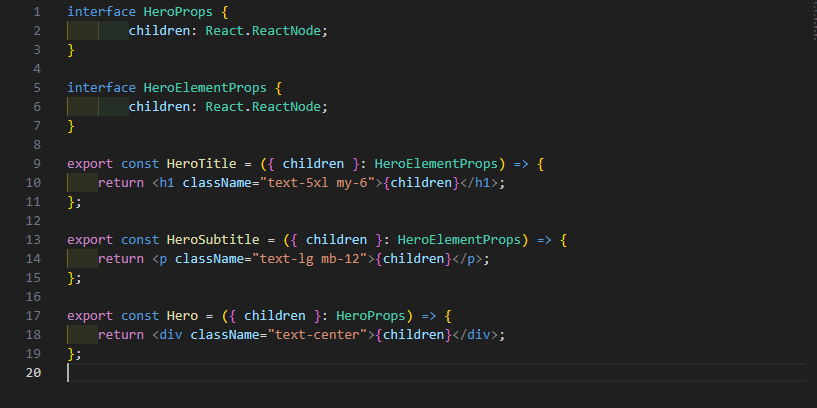 1 interface HeroProps {
2 children: React.ReactNode;
3 }
4
5 interface HeroElementProps {
6 children: React.ReactNode;
7 }
8
9 export const HeroTitle = ({ children }: HeroElementProps) => {
10 return <h1 className="text-5xl my-6">{children}</h1>;
11 };
12
13 export const HeroSubtitle = ({ children }: HeroElementProps) => {
14 return <p className="text-lg mb-12">{children}</p>;
15 };
16
17 export const Hero = ({ children }: HeroProps) => {
18 return <div className="text-center">{children}</div>;
19 };
20